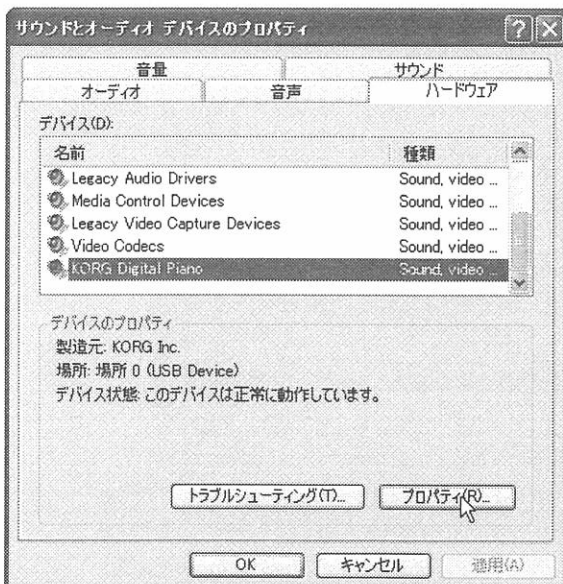 サウンドとオーディオ デバイスのプロパティ
音量 サウンド
オーディオ 音声 ハードウェア
デバイス(D):
名前 種類
Legacy Audio Drivers Sound, video ...
Media Control Devices Sound, video ...
Legacy Video Capture Devices Sound, video ...
Video Codecs Sound, video ...
KORG Digital Piano Sound, video ...
デバイスのプロパティ
製造元: KORG Inc.
場所: 場所 0 (USB Device)
デバイス状態: このデバイスは正常に動作しています。
トラブルシューティング(T)... プロパティ(R)...
OK キャンセル 適用(A)